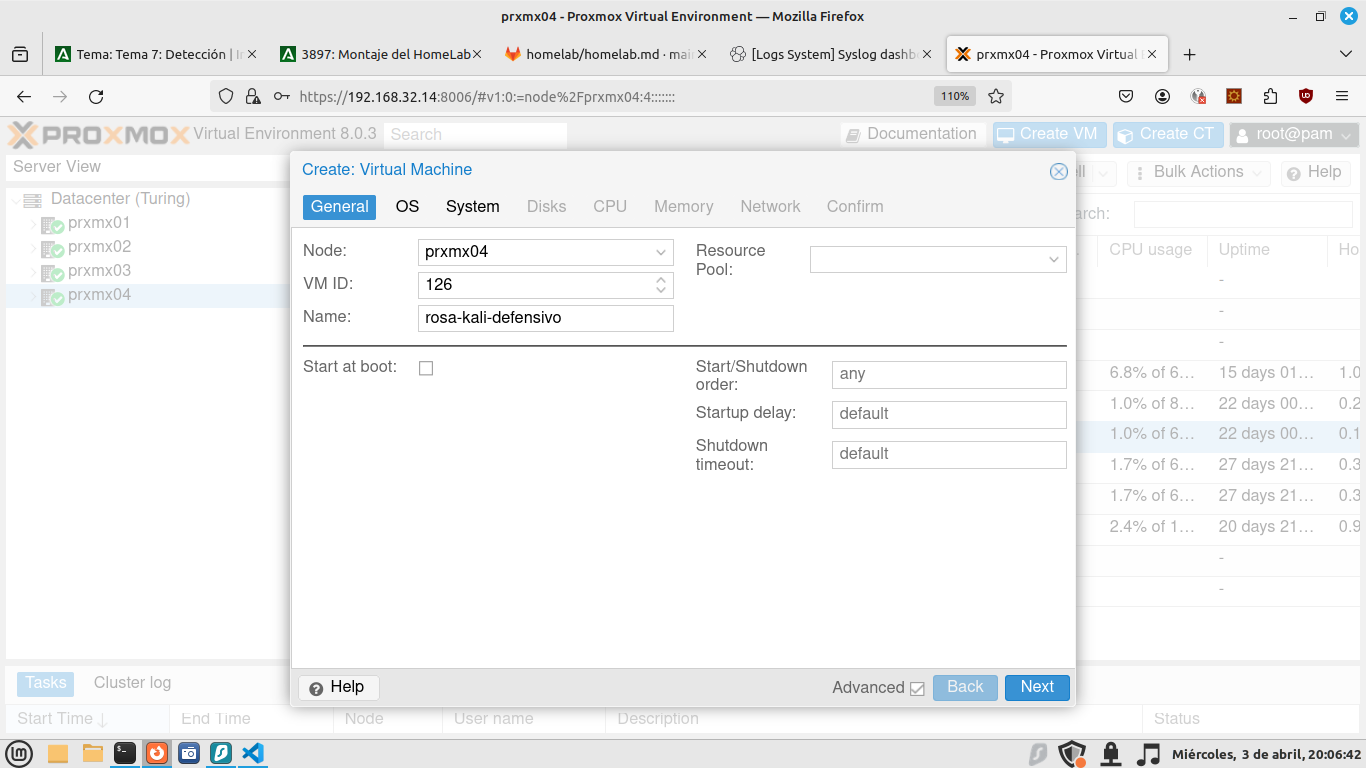 prxmx04 - Proxmox Virtual Environment — Mozilla Firefox
Tema: Tema 7: Detección | I
3897: Montaje del HomeLab
homelab/homelab.md · mai
[Logs System] Syslog dashb
prxmx04 - Proxmox Virtual
https://192.168.32.14:8006/#v1:0:=node%2Fprxmx04:4:::::::
110%
PROXMOX Virtual Environment 8.0.3
Search
Documentation
Create VM
Create CT
root@pam
Server View
ell
Bulk Actions
Help
Create: Virtual Machine
General
OS
System
Disks
CPU
Memory
Network
Confirm
Datacenter (Turing)
prxmx01
prxmx02
prxmx03
prxmx04
arch:
CPU usage
Uptime
Ho
-
-
-
6.8% of 6... 15 days 01... 1.0
1.0% of 8... 22 days 00... 0.2
1.0% of 6... 22 days 00... 0.1
1.7% of 6... 27 days 21... 0.3
1.7% of 6... 27 days 21... 0.3
2.4% of 1... 20 days 21... 0.9
-
-
Node: prxmx04
VM ID: 126
Name: rosa-kali-defensivo
Resource
Pool:
Start at boot:
Start/Shutdown
order: any
Startup delay: default
Shutdown
timeout: default
Help
Advanced
Back
Next
Tasks
Cluster log
Start Time
End Time
Node
User name
Description
Status
Miércoles, 3 de abril, 20:06:42